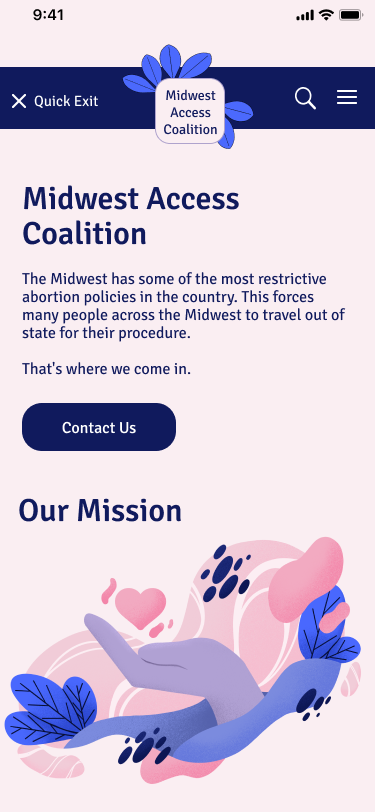 9:41
Quick Exit
Midwest
Access
Coalition
Midwest Access
Coalition
The Midwest has some of the most restrictive
abortion policies in the country. This forces
many people across the Midwest to travel out of
state for their procedure.
That's where we come in.
Contact Us
Our Mission